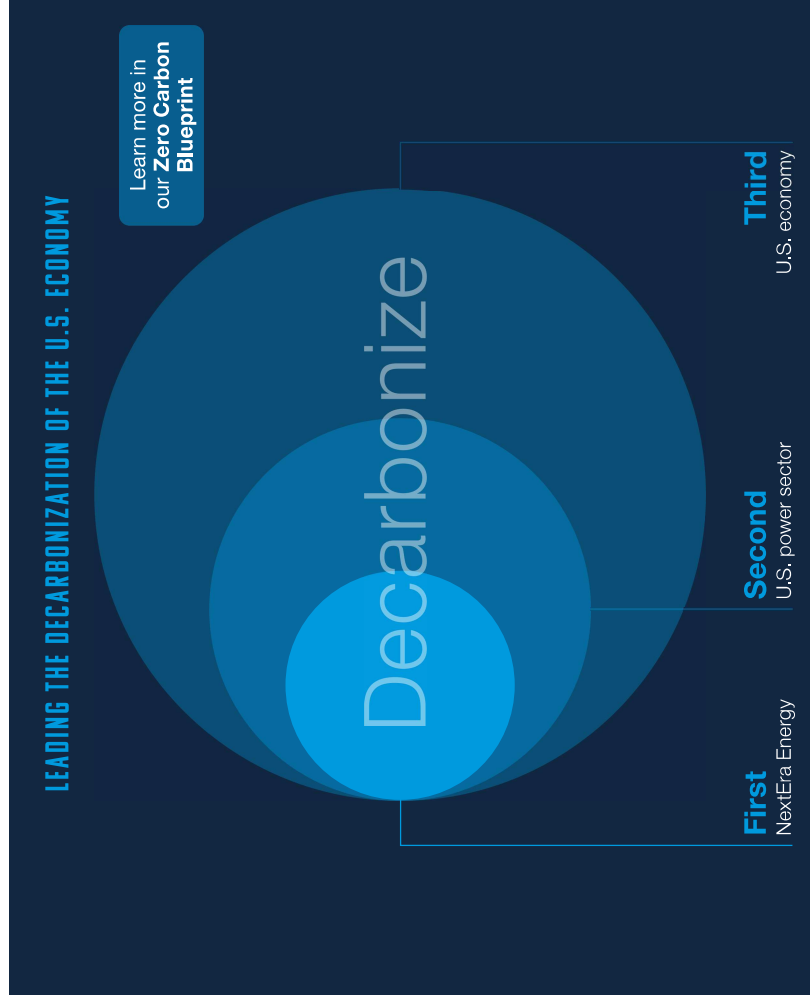 LEADING THE DECARBONIZATION OF THE U.S. ECONOMY
Learn more in
our Zero Carbon
Blueprint
Decarbonize
First
NextEra Energy
Second
U.S. power sector
Third
U.S. economy